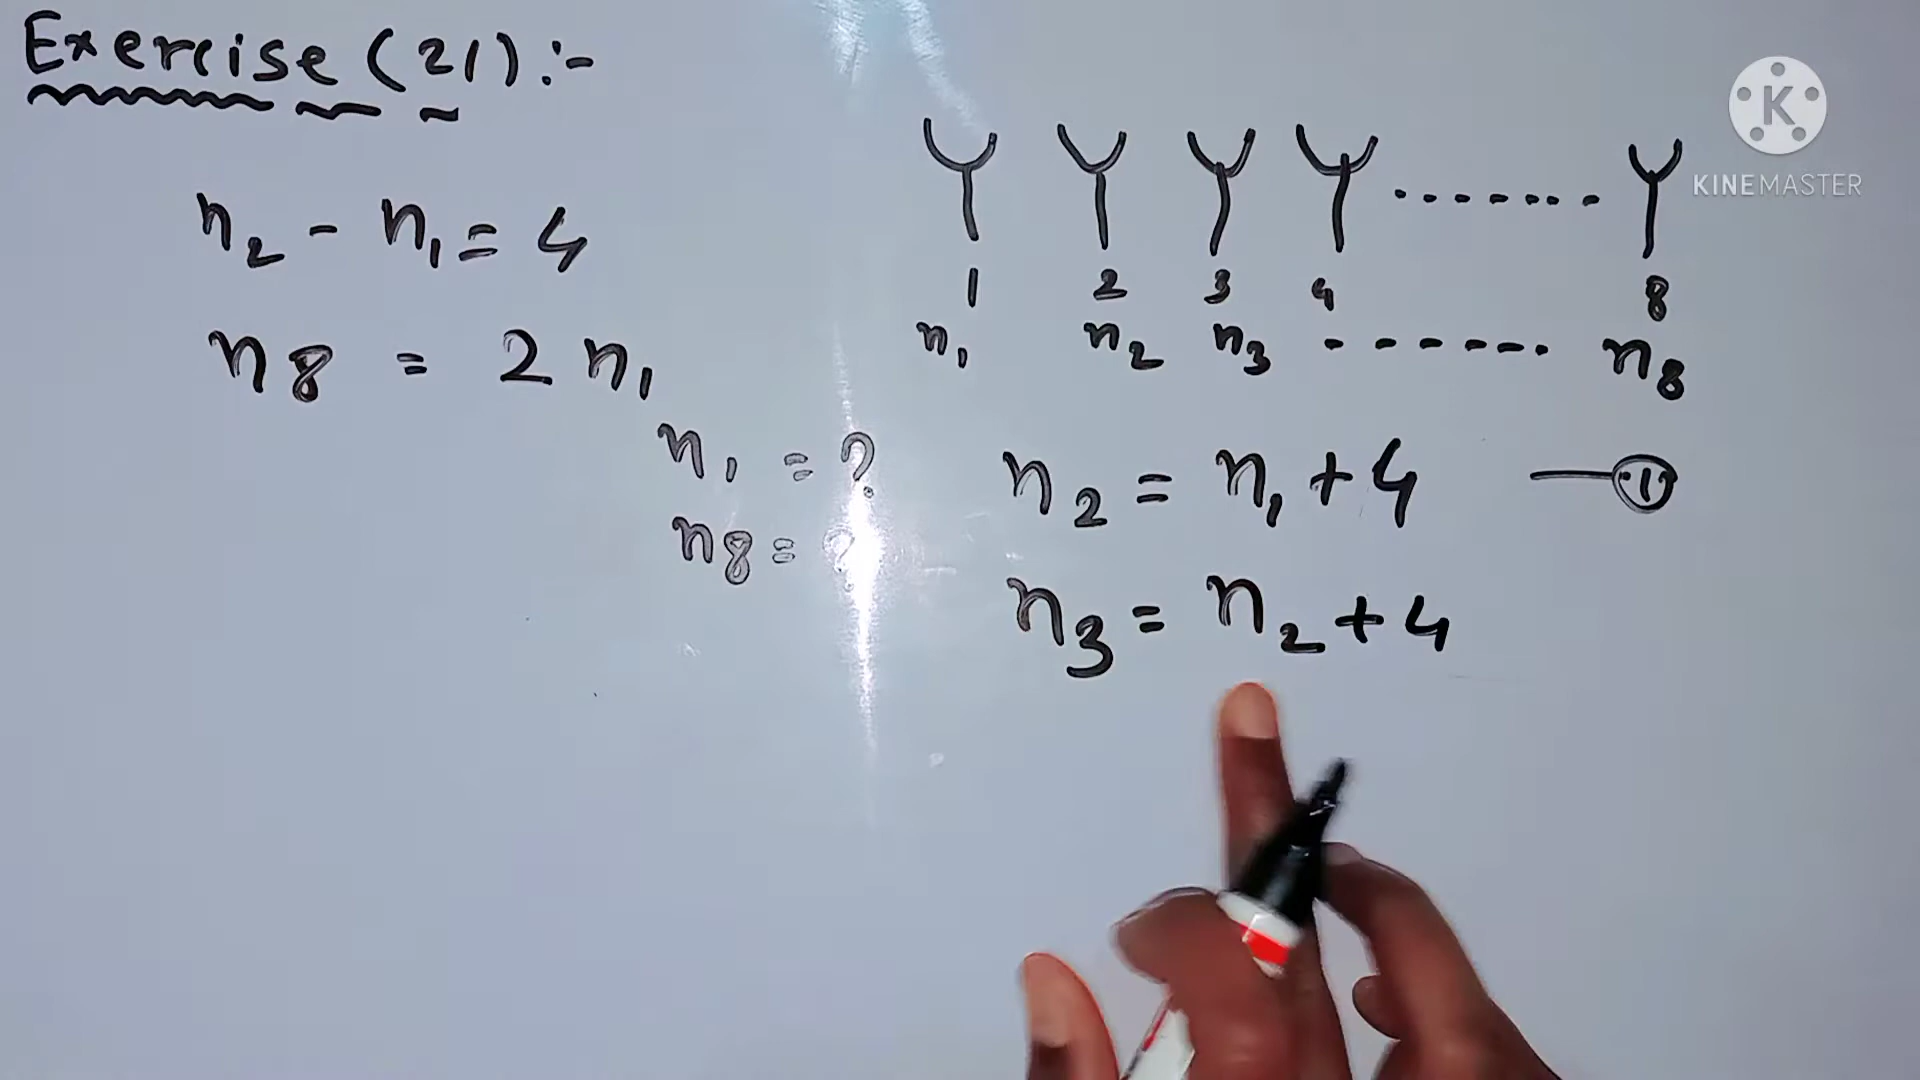 Exercise (21):-
K
KINEMASTER
n₂ - n₁ = 4
1 2 3 4 8
n₈ = 2 n₁
n₁ n₂ n₃ ------ n₈
n₁ = ?
n₂ = n₁ + 4 —①
n₈ = ?
n₃ = n₂ + 4